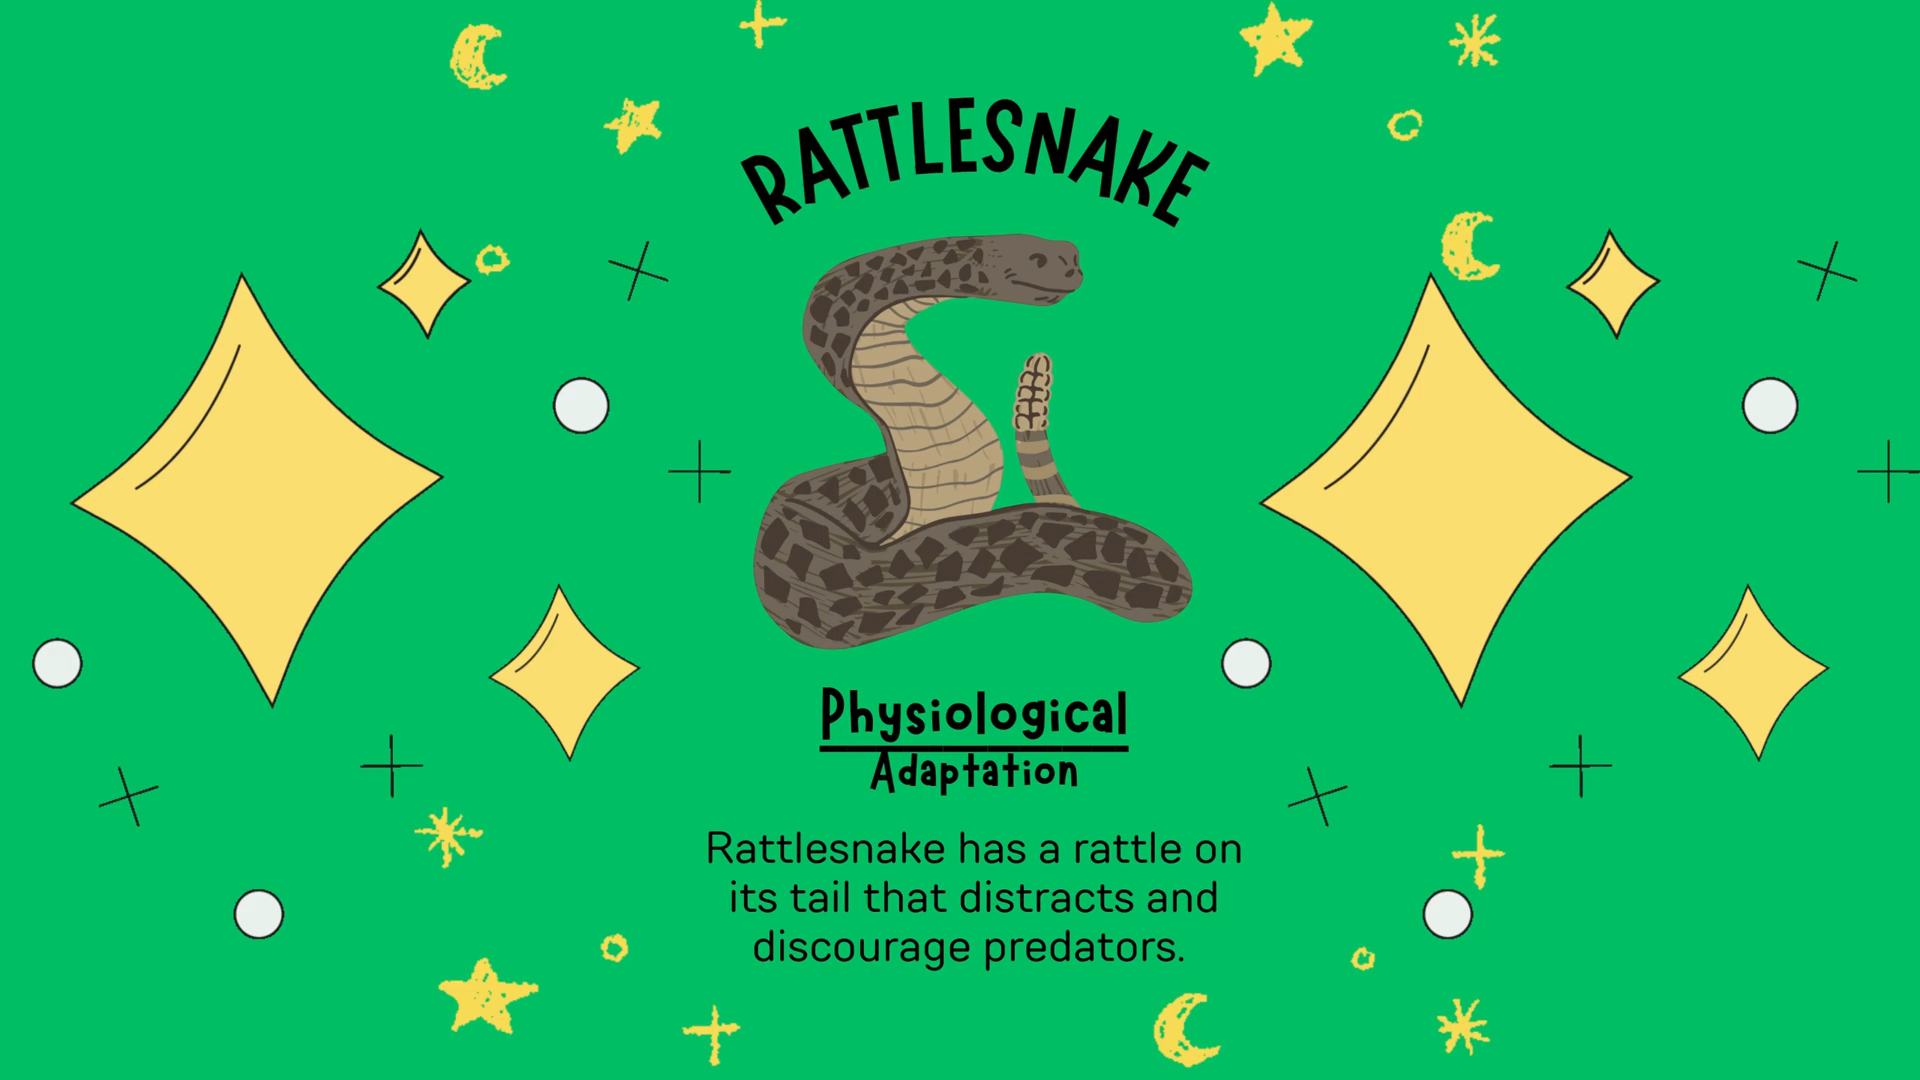 RATTLESNAKE
Physiological
Adaptation
Rattlesnake has a rattle on
its tail that distracts and
discourage predators.